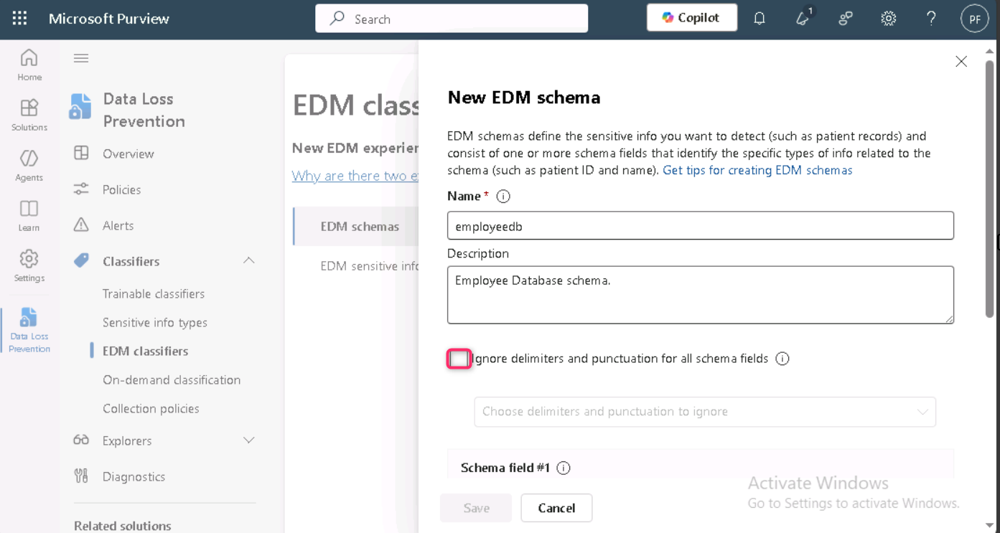 Microsoft Purview
Search
Copilot
1
PF
Home
Solutions
Agents
Learn
Settings
Data Loss
Prevention
Data Loss
Prevention
Overview
Policies
Alerts
Classifiers
Trainable classifiers
Sensitive info types
EDM classifiers
On-demand classification
Collection policies
Explorers
Diagnostics
Related solutions
EDM class
New EDM experien
Why are there two e
EDM schemas
EDM sensitive info
New EDM schema
EDM schemas define the sensitive info you want to detect (such as patient records) and
consist of one or more schema fields that identify the specific types of info related to the
schema (such as patient ID and name). Get tips for creating EDM schemas
Name *
employeedb
Description
Employee Database schema.
Ignore delimiters and punctuation for all schema fields
Choose delimiters and punctuation to ignore
Schema field #1
Save
Cancel
Activate Windows
Go to Settings to activate Windows.